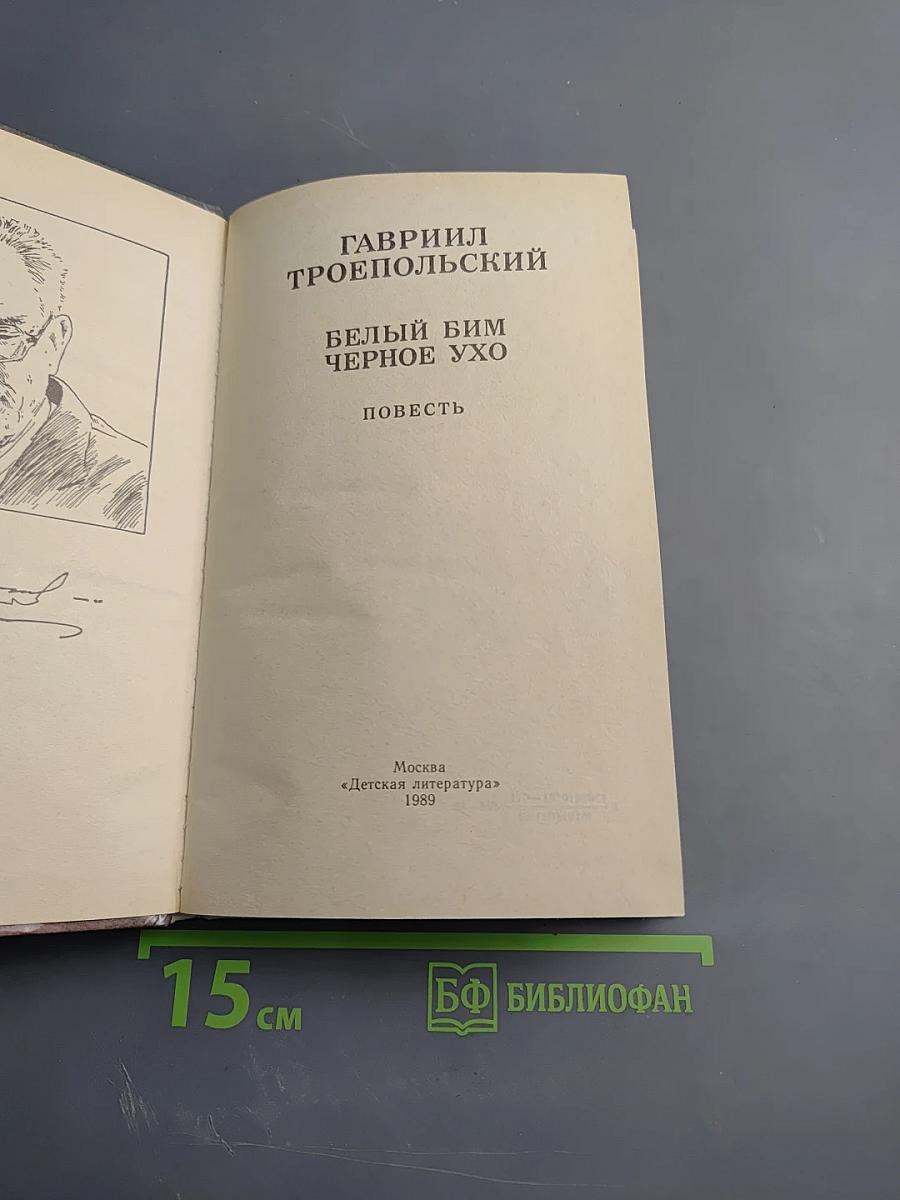 ГАВРИИЛ
ТРОЕПОЛЬСКИЙ
БЕЛЫЙ БИМ
ЧЕРНОЕ УХО
ПОВЕСТЬ
Москва
«Детская литература»
1989
15 см
БФ БИБЛИОФАН